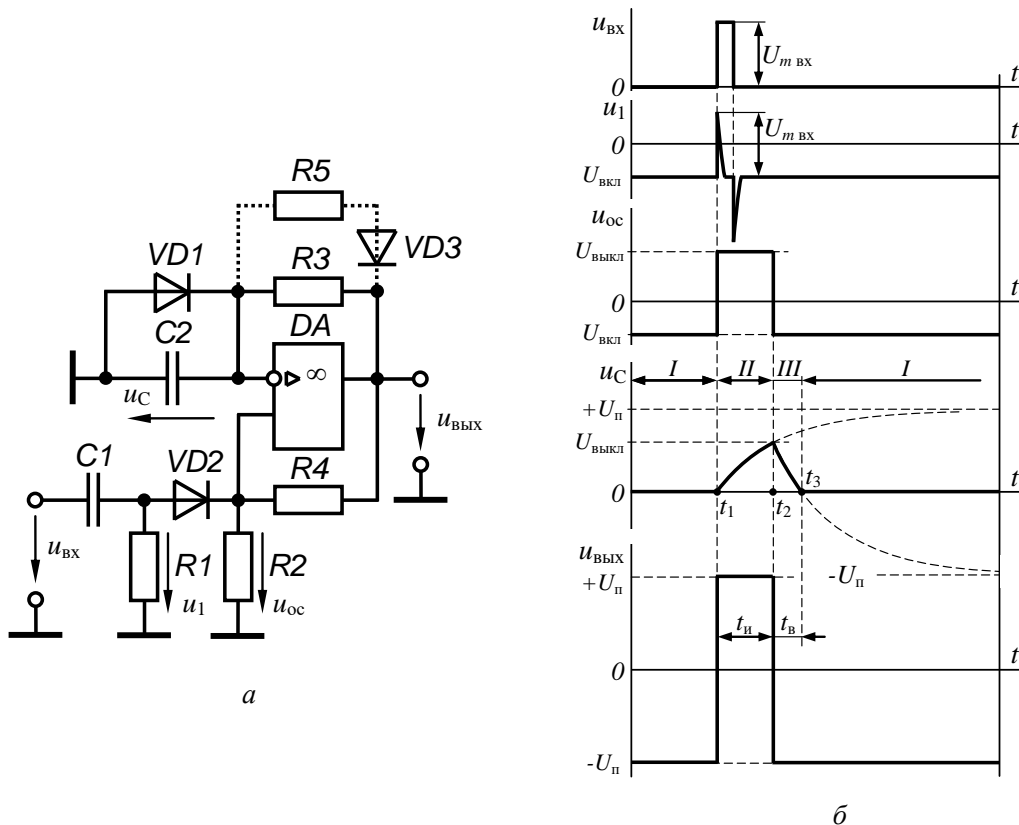 R5
VD3
VD1
R3
C2
DA
∞
u_C
u_вых
C1
VD2
R4
u_вх
R1
R2
u_1
u_ос
а
u_вх
U_m вх
0
t
u_1
U_m вх
0
t
U_вкл
u_ос
U_выкл
0
t
U_вкл
u_C
I
II
III
I
+U_п
U_выкл
0
t_1
t_2
t_3
t
u_вых
+U_п
-U_п
t_и
t_в
0
t
-U_п
б